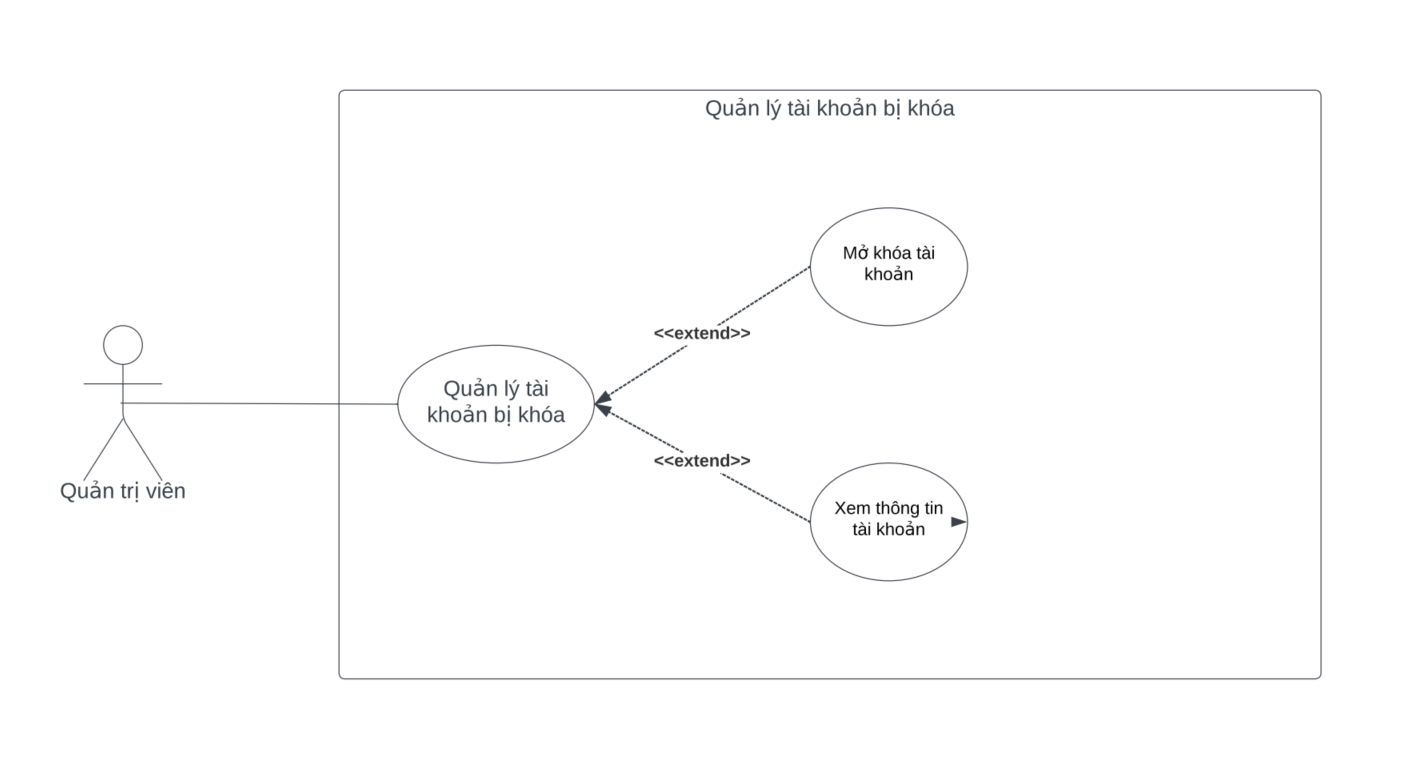 Quản lý tài khoản bị khóa
Mở khóa tài
khoản
<<extend>>
Quản lý tài
khoản bị khóa
<<extend>>
Xem thông tin
tài khoản
Quản trị viên